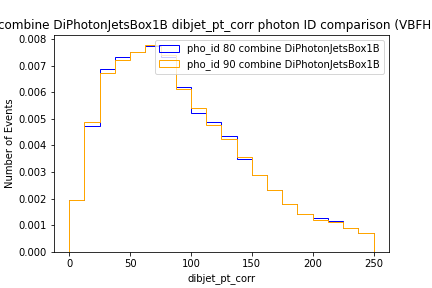 combine DiPhotonJetsBox1B dibjet_pt_corr photon ID comparison (VBFH
pho_id 80 combine DiPhotonJetsBox1B
pho_id 90 combine DiPhotonJetsBox1B
Number of Events
0.008
0.007
0.006
0.005
0.004
0.003
0.002
0.001
0.000
0 50 100 150 200 250
dibjet_pt_corr